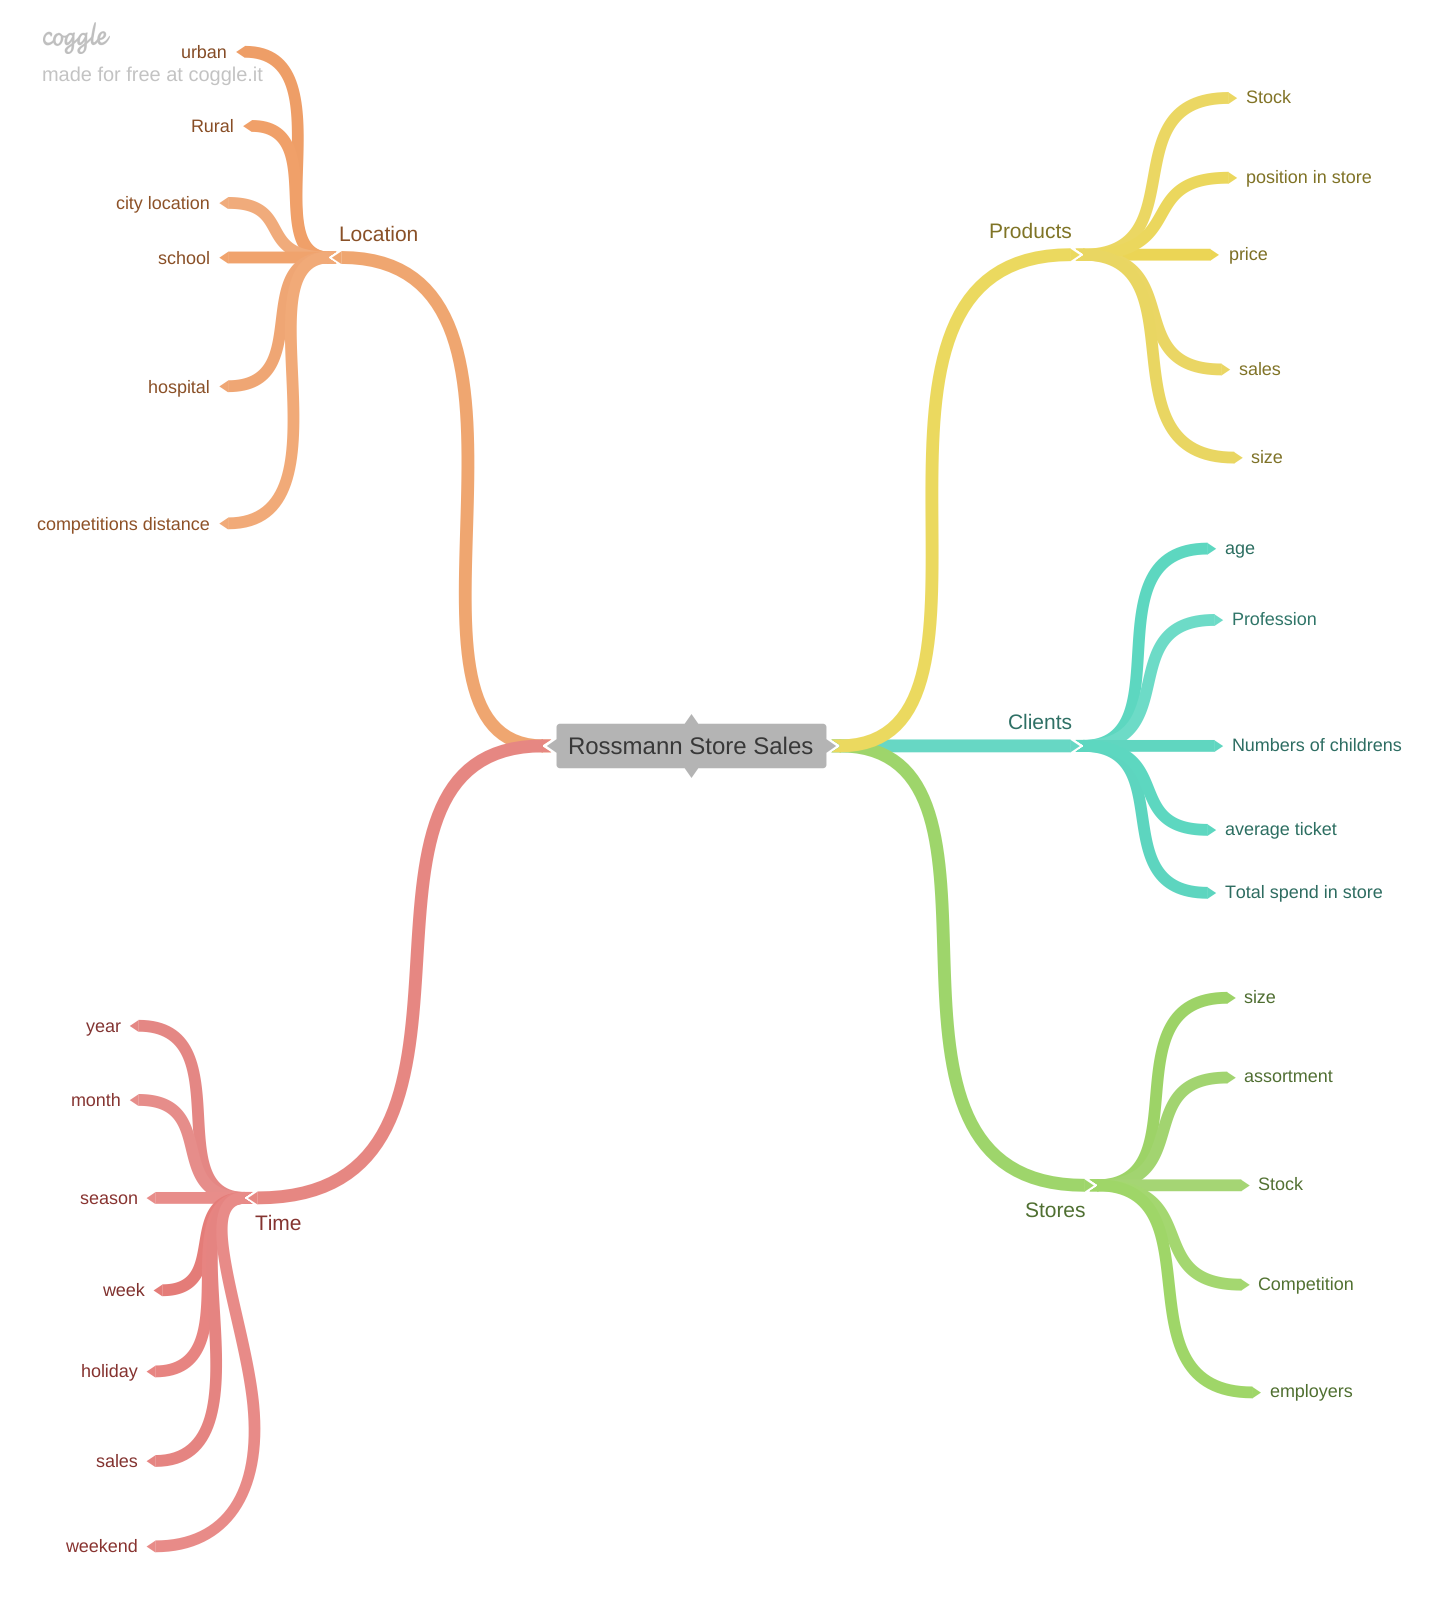 coggle
made for free at coggle.it
urban
Rural
city location
school
hospital
competitions distance
Location
Products
Stock
position in store
price
sales
size
Rossmann Store Sales
Clients
age
Profession
Numbers of childrens
average ticket
Total spend in store
Stores
size
assortment
Stock
Competition
employers
Time
year
month
season
week
holiday
sales
weekend